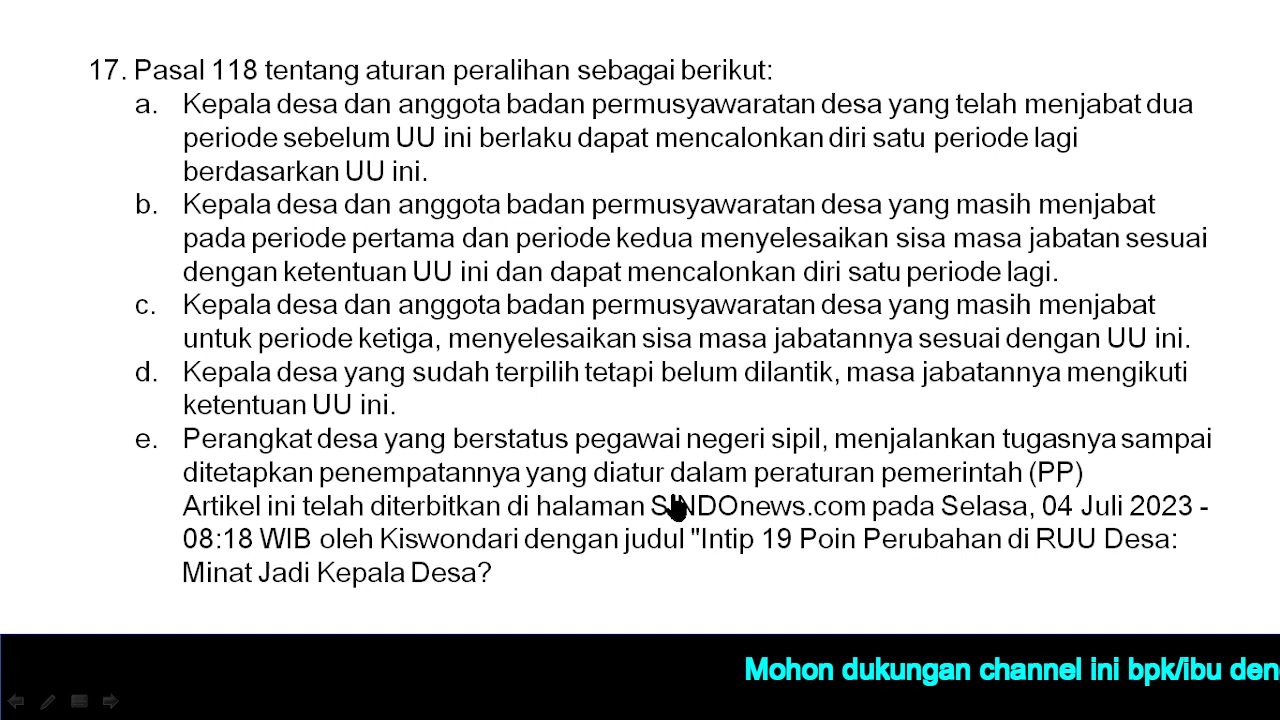 17. Pasal 118 tentang aturan peralihan sebagai berikut:
a. Kepala desa dan anggota badan permusyawaratan desa yang telah menjabat dua
periode sebelum UU ini berlaku dapat mencalonkan diri satu periode lagi
berdasarkan UU ini.
b. Kepala desa dan anggota badan permusyawaratan desa yang masih menjabat
pada periode pertama dan periode kedua menyelesaikan sisa masa jabatan sesuai
dengan ketentuan UU ini dan dapat mencalonkan diri satu periode lagi.
c. Kepala desa dan anggota badan permusyawaratan desa yang masih menjabat
untuk periode ketiga, menyelesaikan sisa masa jabatannya sesuai dengan UU ini.
d. Kepala desa yang sudah terpilih tetapi belum dilantik, masa jabatannya mengikuti
ketentuan UU ini.
e. Perangkat desa yang berstatus pegawai negeri sipil, menjalankan tugasnya sampai
ditetapkan penempatannya yang diatur dalam peraturan pemerintah (PP)
Artikel ini telah diterbitkan di halaman SINDOnews.com pada Selasa, 04 Juli 2023 -
08:18 WIB oleh Kiswondari dengan judul "Intip 19 Poin Perubahan di RUU Desa:
Minat Jadi Kepala Desa?
Mohon dukungan channel ini bpk/ibu den